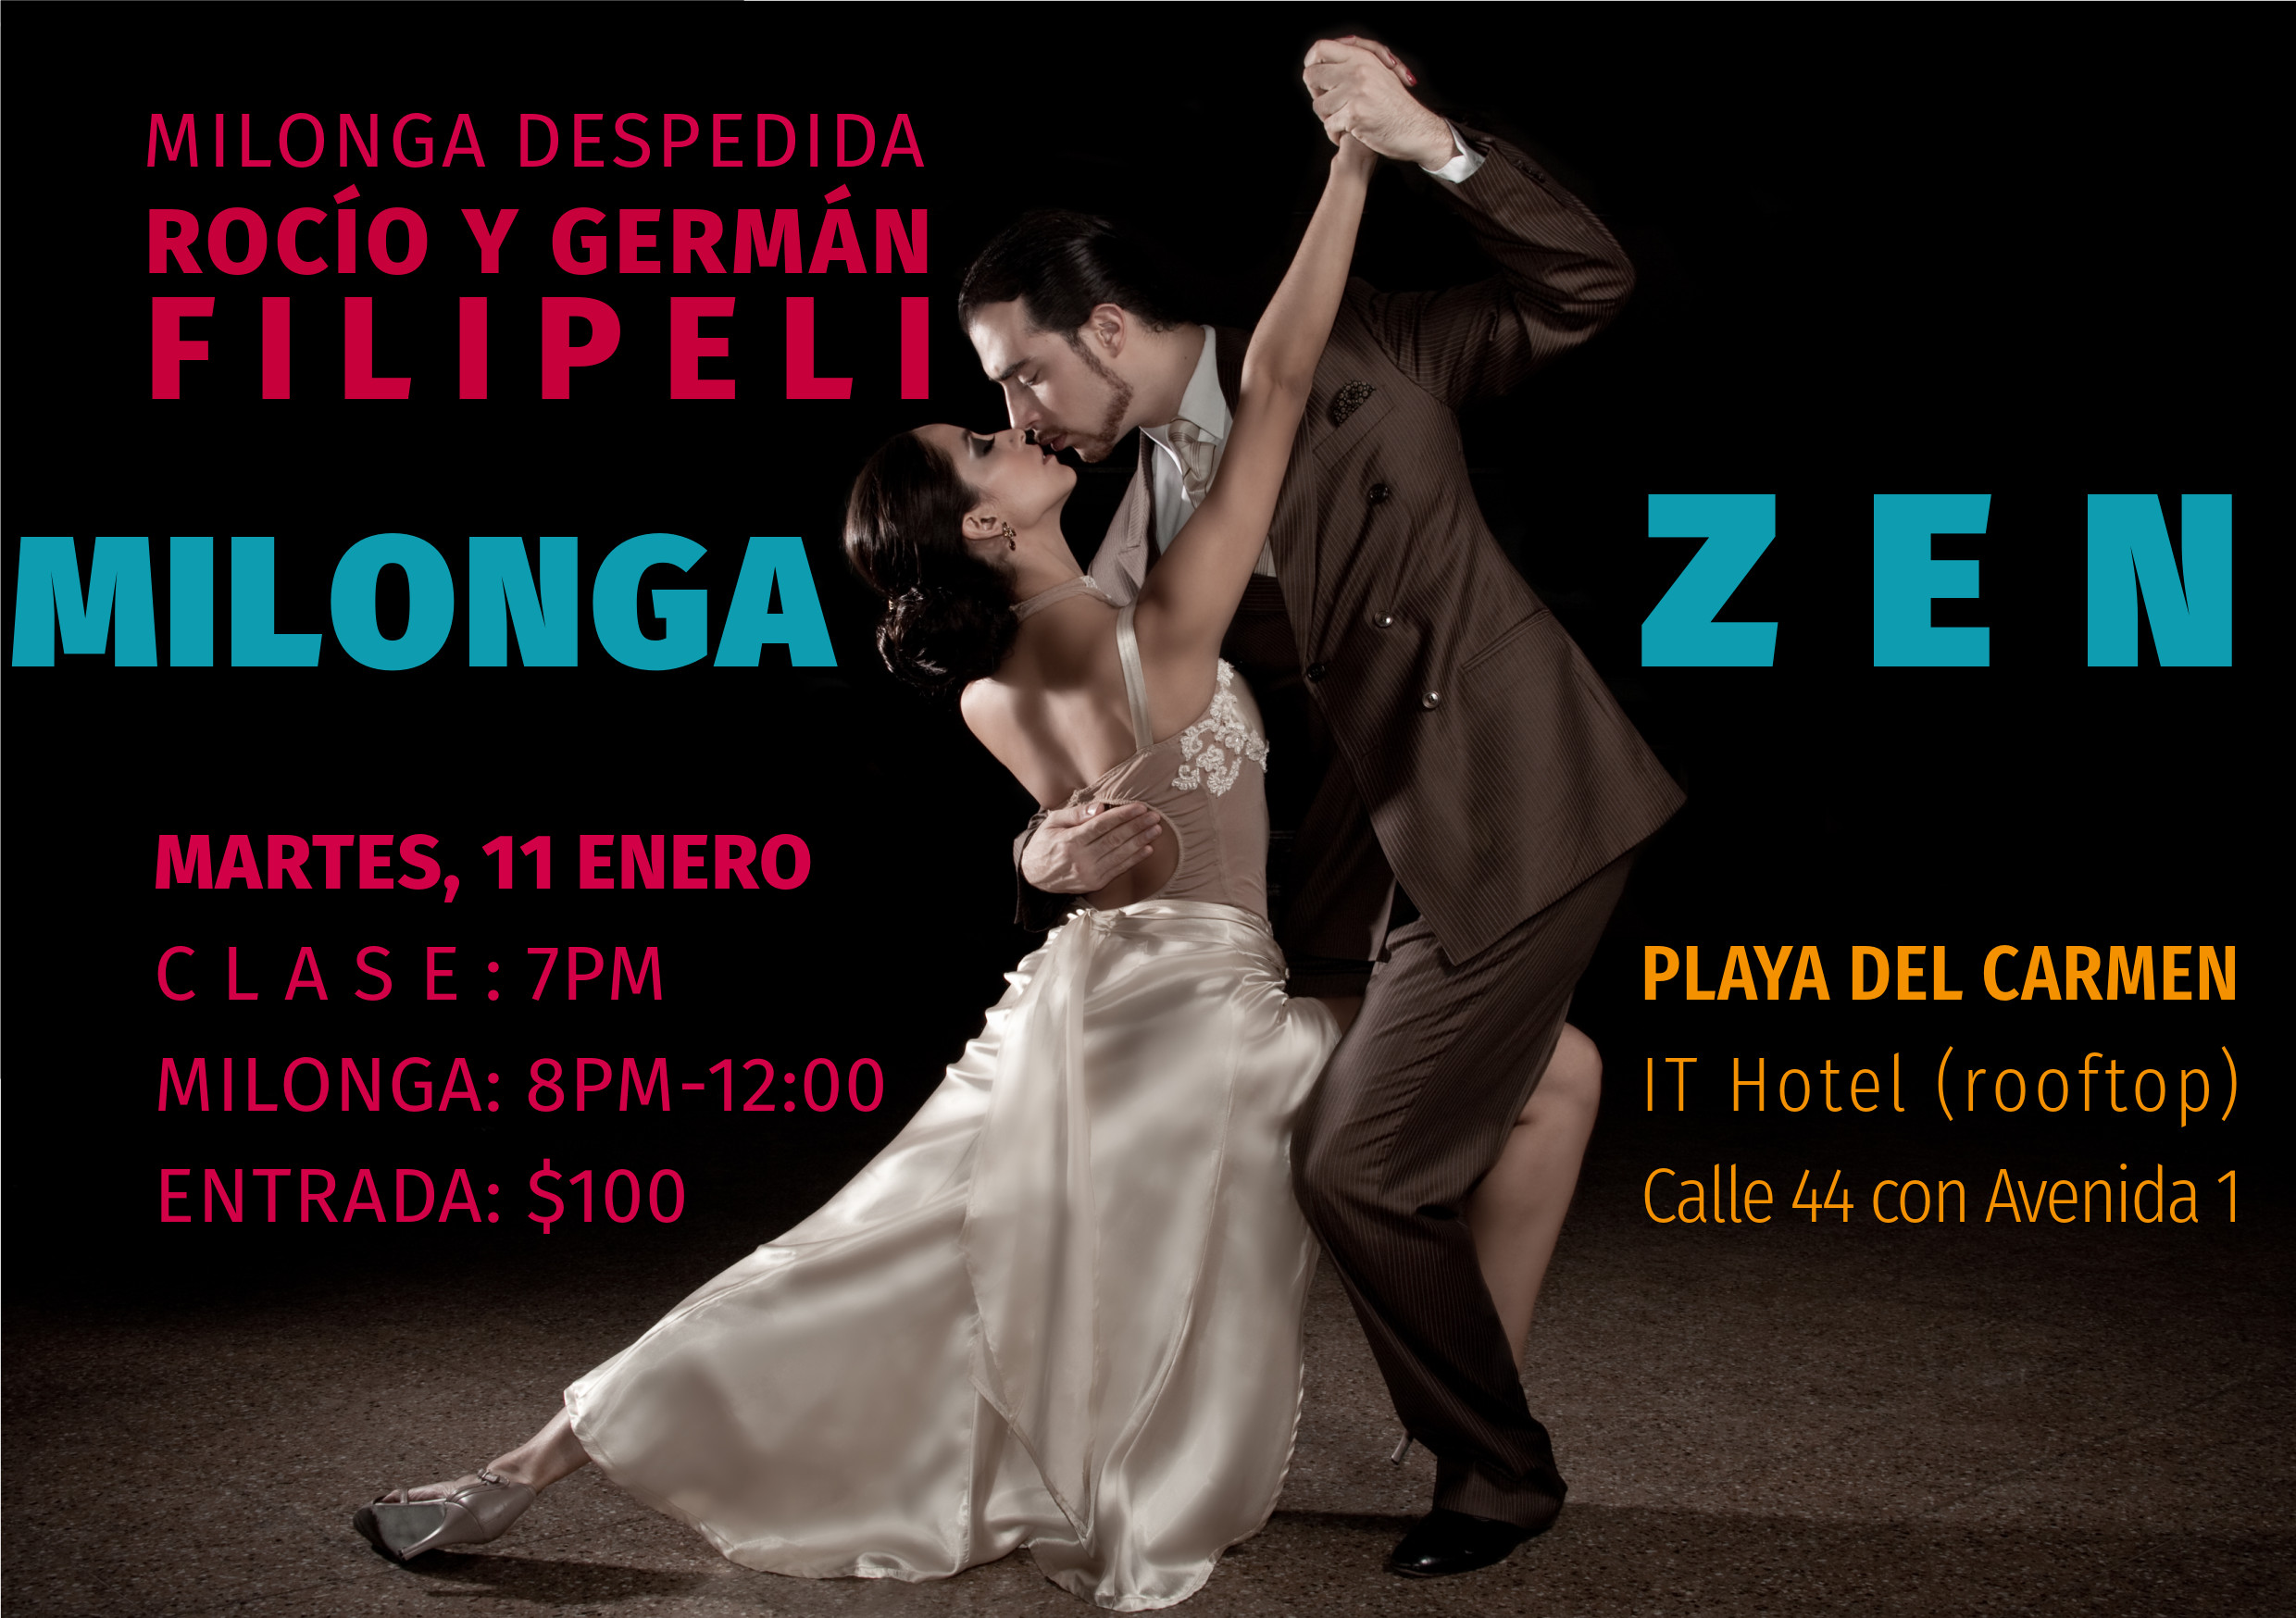 MILONGA DESPEDIDA
ROCÍO Y GERMÁN
FILIPELI
MILONGA ZEN
MARTES, 11 ENERO
CLASE: 7PM
MILONGA: 8PM-12:00
ENTRADA: $100
PLAYA DEL CARMEN
IT Hotel (rooftop)
Calle 44 con Avenida 1